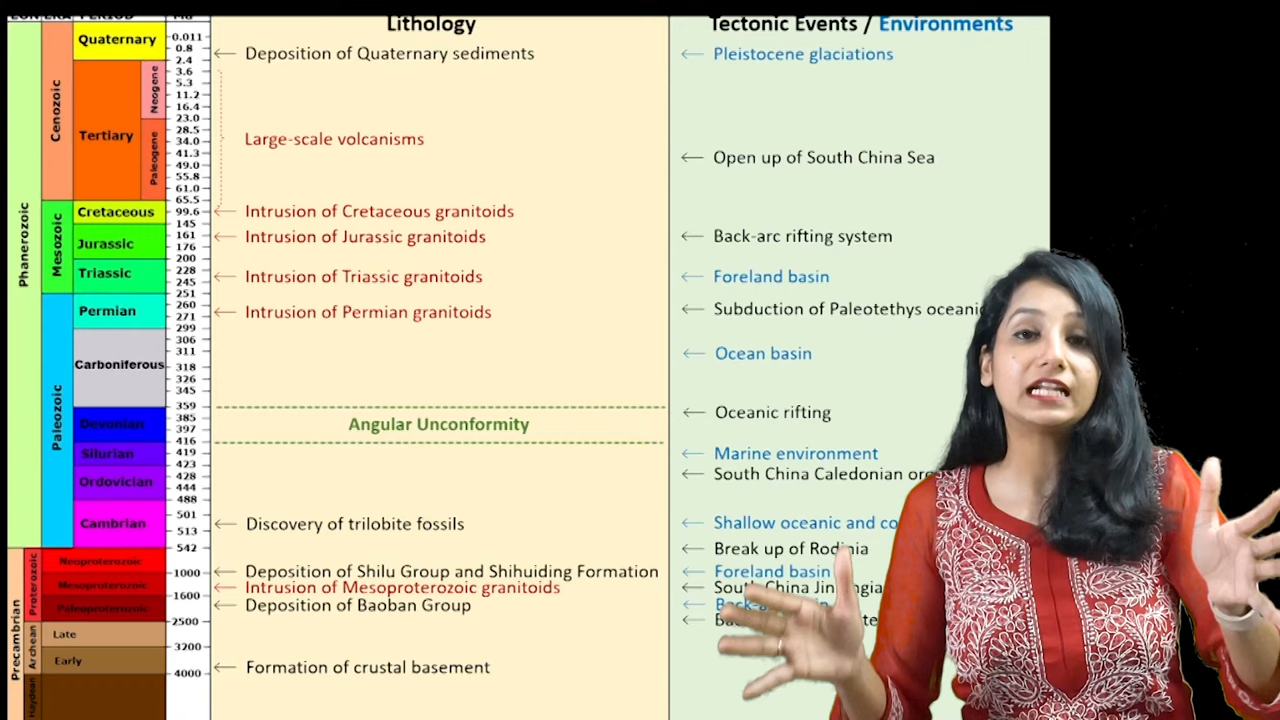 EON ERA PERIOD Ma
Lithology
Tectonic Events / Environments
Phanerozoic
Cenozoic
Mesozoic
Paleozoic
Precambrian
Proterozoic
Archean
Quaternary
Tertiary
Neogene
Paleogene
Cretaceous
Jurassic
Triassic
Permian
Carboniferous
Devonian
Silurian
Ordovician
Cambrian
Neoproterozoic
Mesoproterozoic
Paleoproterozoic
Late
Early
0.011
0.8
2.4
3.6
5.3
11.2
16.4
23.0
28.5
34.0
41.3
49.0
55.8
61.0
65.5
99.6
145
161
176
200
228
245
251
260
271
299
306
311
318
326
345
359
385
397
416
419
423
428
444
488
501
513
542
1000
1600
2500
3200
4000
Deposition of Quaternary sediments
Large-scale volcanisms
Intrusion of Cretaceous granitoids
Intrusion of Jurassic granitoids
Intrusion of Triassic granitoids
Intrusion of Permian granitoids
Angular Unconformity
Discovery of trilobite fossils
Deposition of Shilu Group and Shihuiding Formation
Intrusion of Mesoproterozoic granitoids
Deposition of Baoban Group
Formation of crustal basement
Pleistocene glaciations
Open up of South China Sea
Back-arc rifting system
Foreland basin
Subduction of Paleotethys
Ocean basin
Oceanic rifting
Marine environment
South China Caledonian
Shallow oceanic and
Break up of Rodinia
Foreland basin
South China